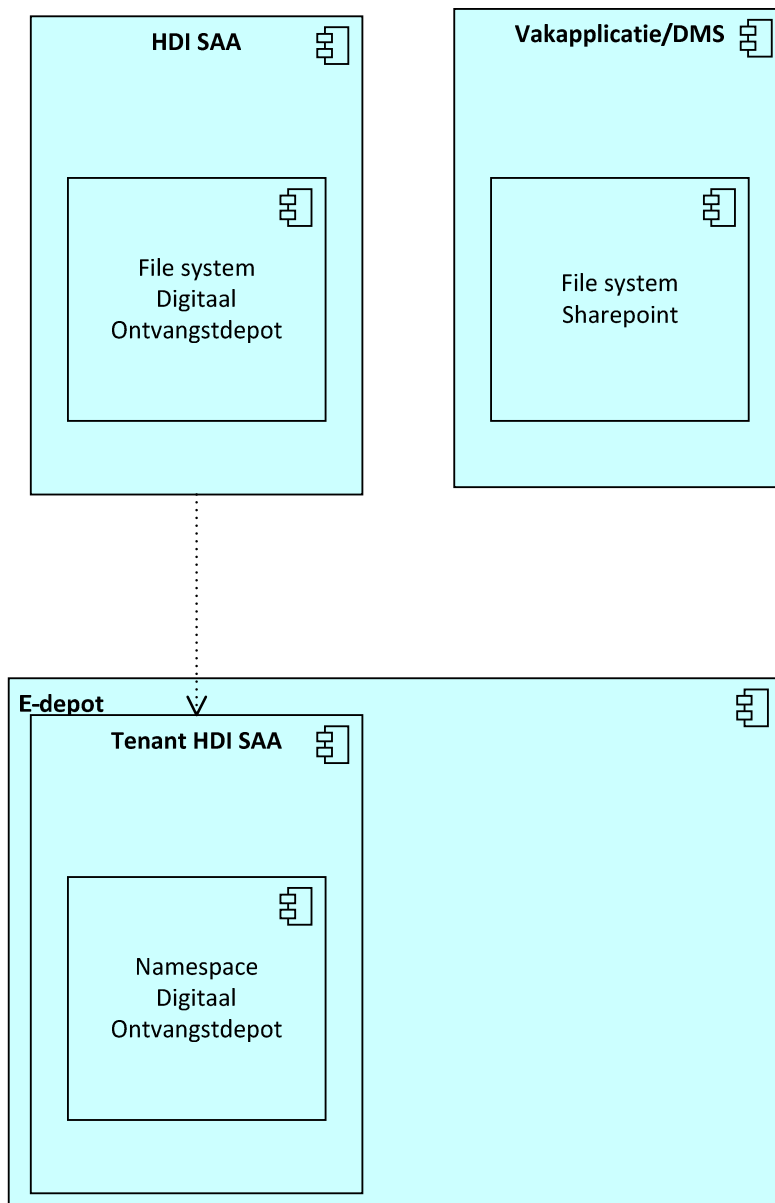 HDI SAA
File system
Digitaal
Ontvangstdepot
Vakapplicatie/DMS
File system
Sharepoint
E-depot
Tenant HDI SAA
Namespace
Digitaal
Ontvangstdepot